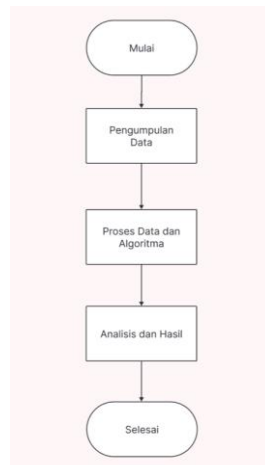 Mulai
Pengumpulan
Data
Proses Data dan
Algoritma
Analisis dan Hasil
Selesai